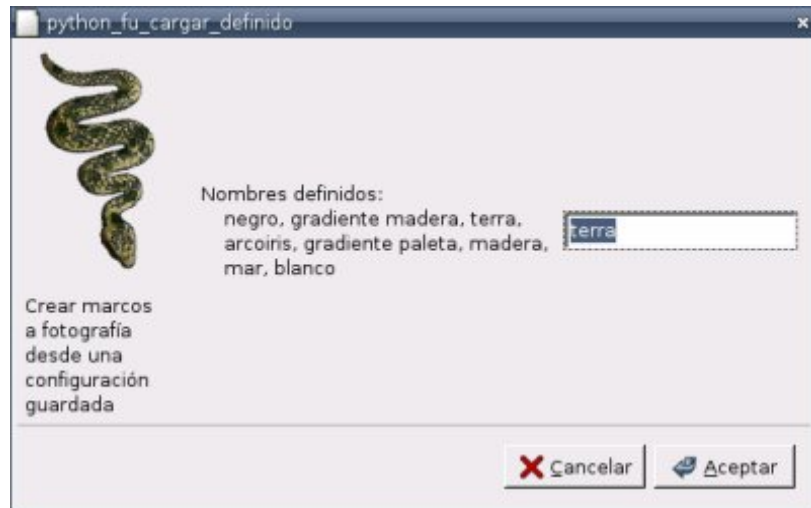 python_fu_cargar_definido
Nombres definidos:
negro, gradiente madera, terra,
arcoiris, gradiente paleta, madera,
mar, blanco
terra
Crear marcos
a fotografía
desde una
configuración
guardada
Cancelar
Aceptar